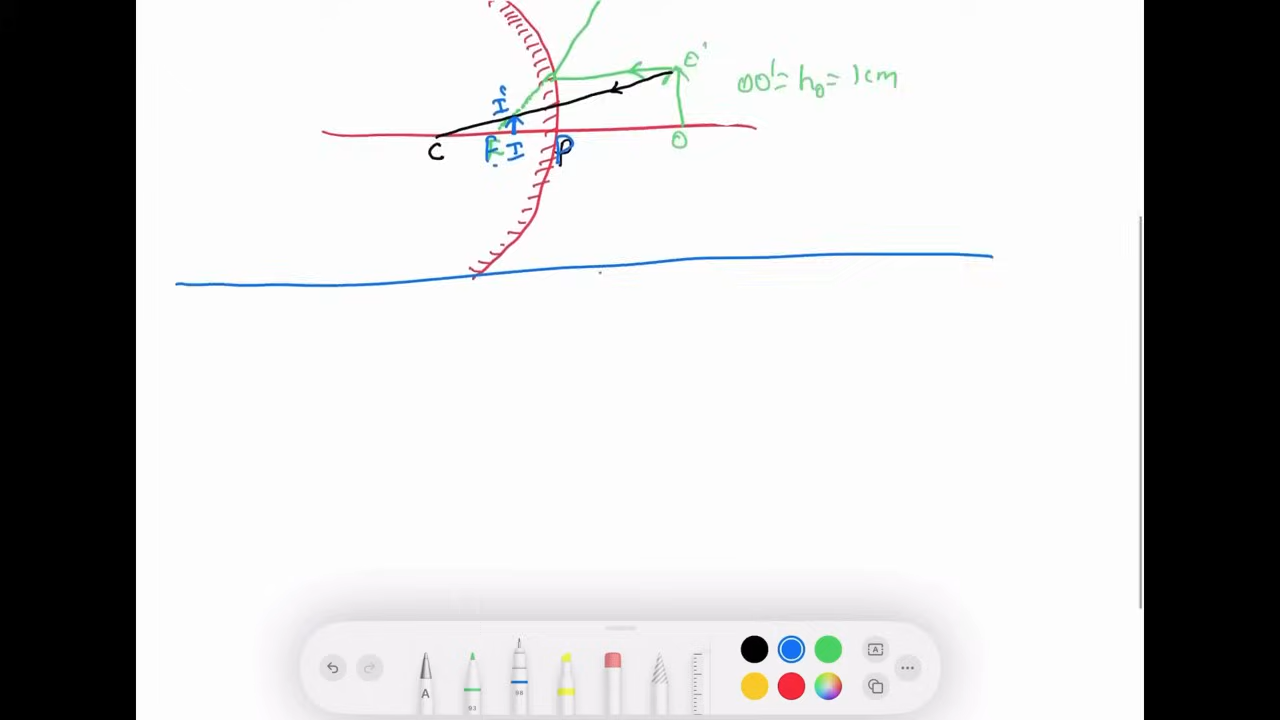 O'
OO' = h₀ = 1cm
I'
C F I P O
A